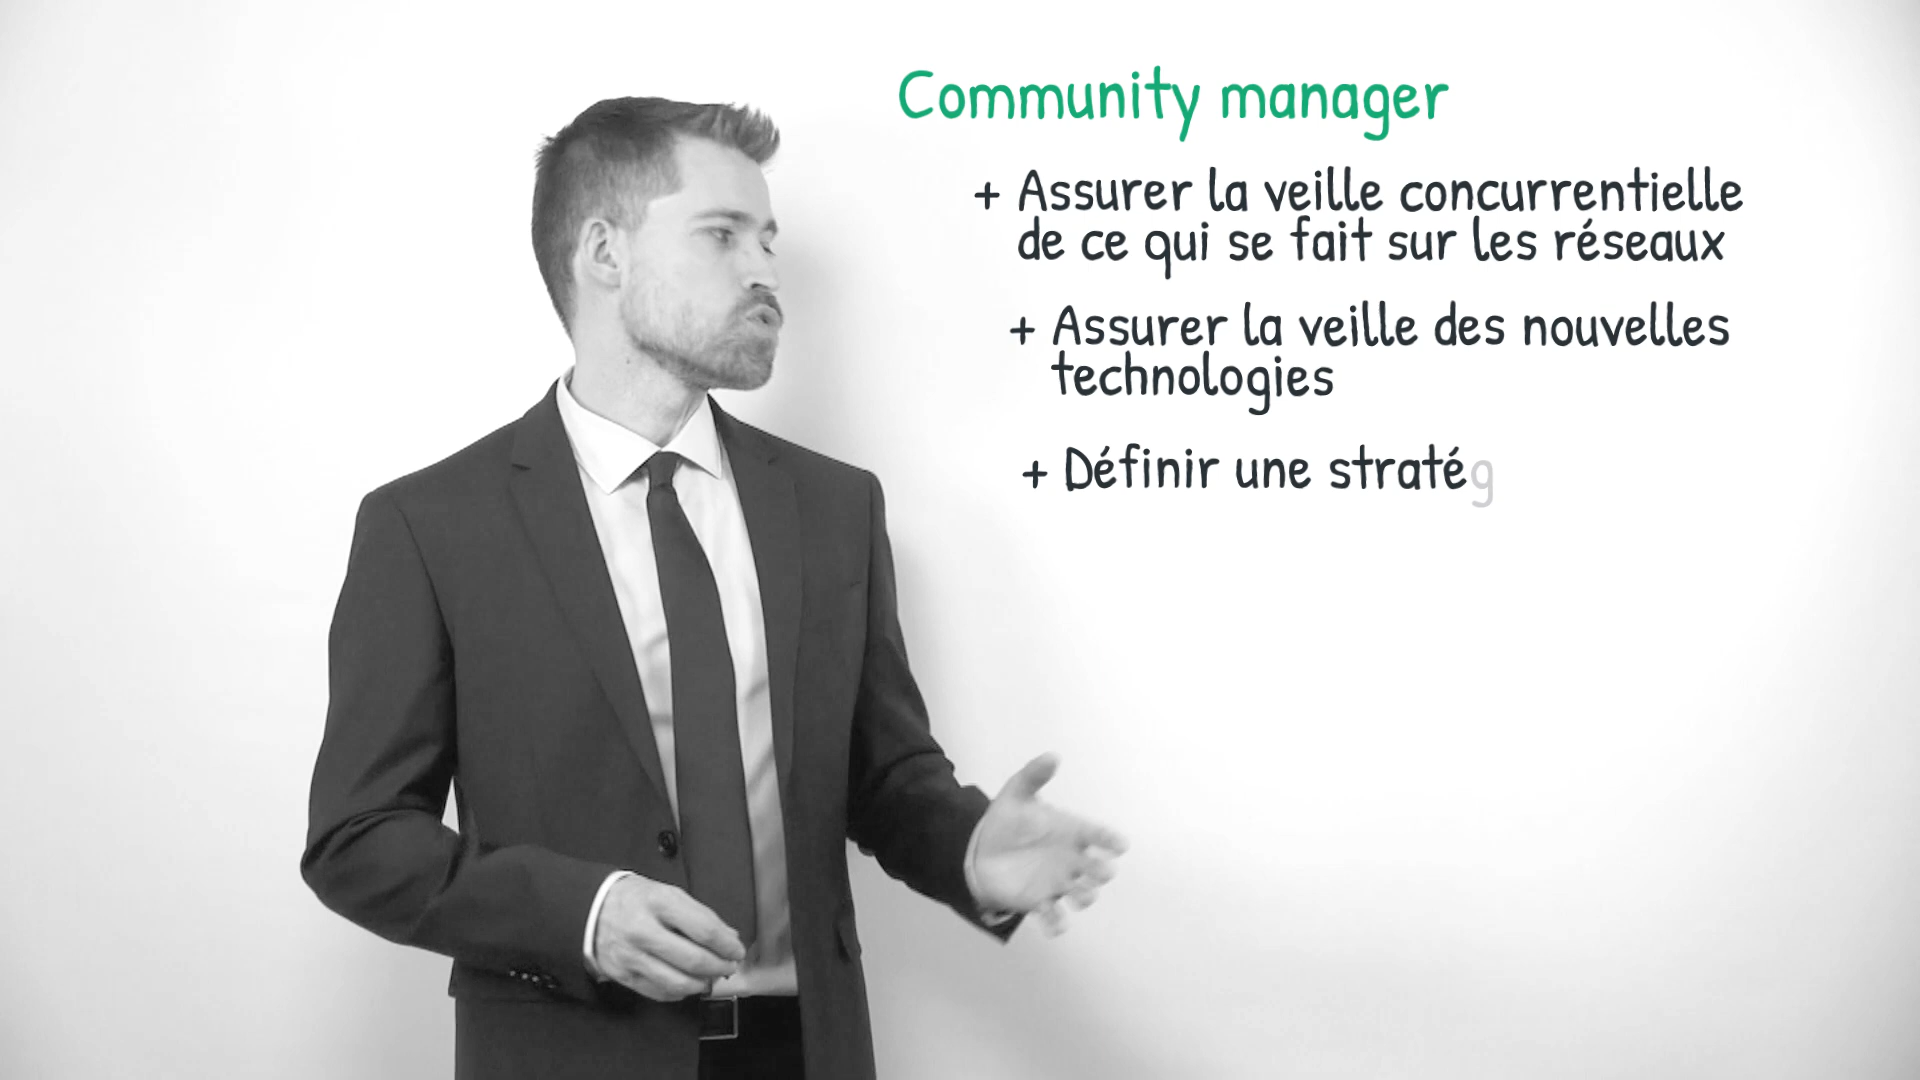 Community manager
+ Assurer la veille concurrentielle
de ce qui se fait sur les réseaux
+ Assurer la veille des nouvelles
technologies
+ Définir une stratég